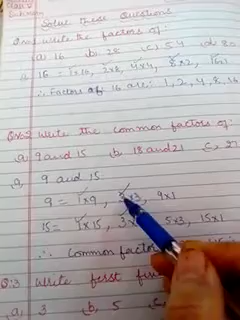 Solve these Questions
Q no 1 Write the factors of
a 16 b. 28 c. 54 d. 80
a. 16 = 1x16, 2x8, 4x4, 8x2, 16x1
∴ Factors of 16 are: 1, 2, 4, 8, 16
Q no: 2 Write the common factors of
a. 9 and 15 b. 18 and 21 c. 27
a. 9 and 15
9 = 1x9, 3x3, 9x1
15 = 1x15, 5x3, 15x1
∴ Common factors
Q:3 Write first
a, 3 b, 5